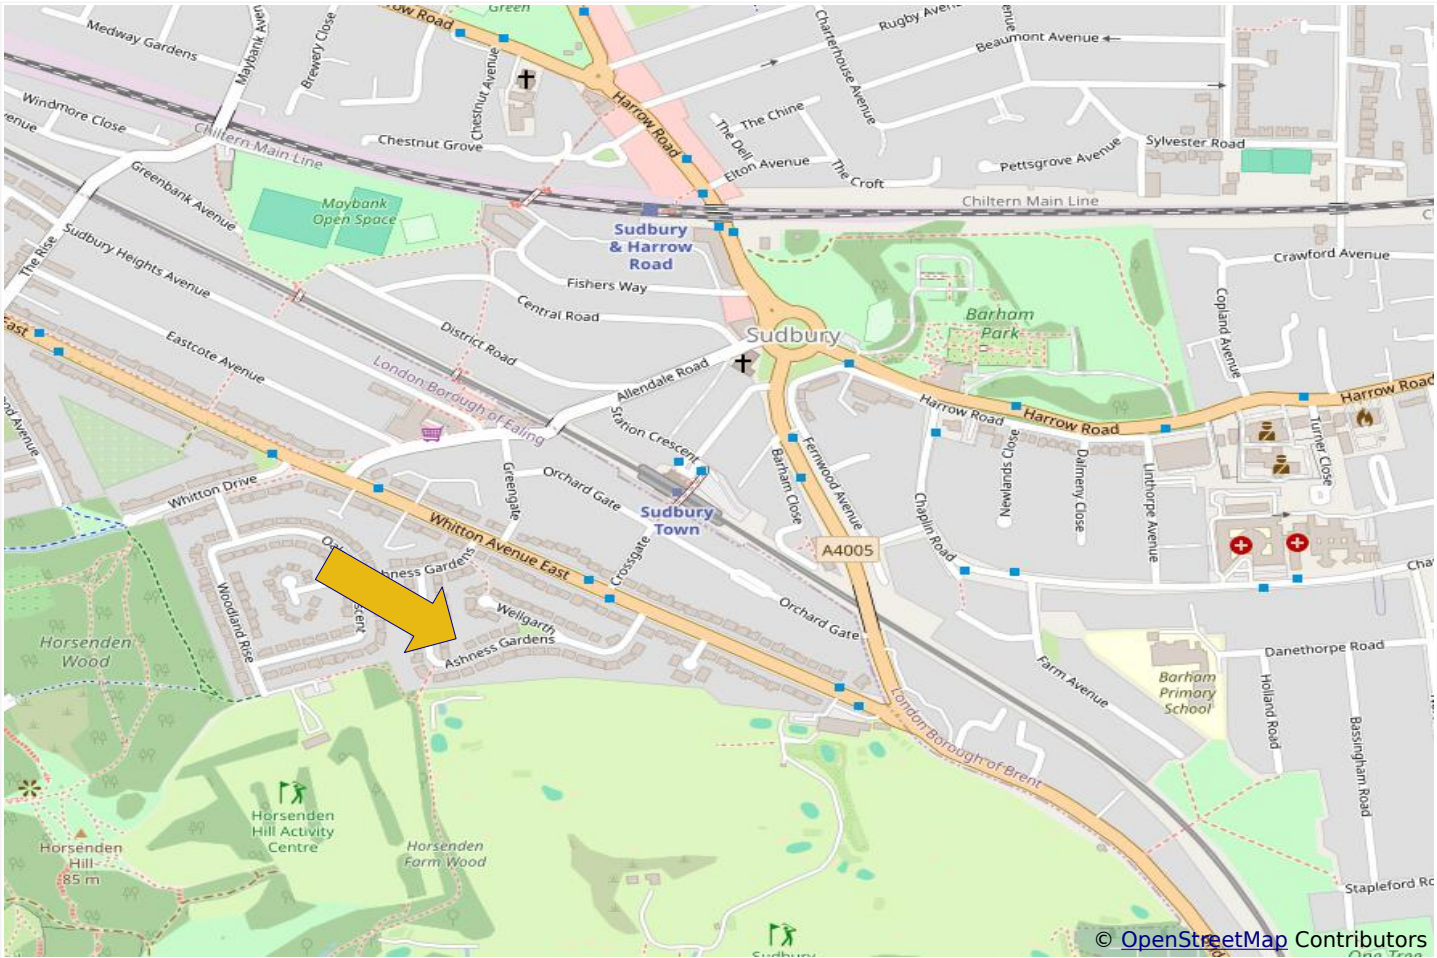 Medway Gardens
Brewery Close
Chestnut Avenue
Green
Harrow Road
Charterhouse Avenue
Beaumont Avenue
Windmore Close
Chiltern Main Line
Chestnut Grove
The Chine
The Dell
Elton Avenue
The Croft
Pettsgrove Avenue
Sylvester Road
Greenbank Avenue
Maybank
Open Space
Sudbury
& Harrow
Road
Chiltern Main Line
The Rise
Sudbury Heights Avenue
Fishers Way
Central Road
District Road
Crawford Avenue
Copland Avenue
Barham
Park
Sudbury
Eastcote Avenue
London Borough of Ealing
Allendale Road
Harrow Road
Harrow Road
Harrow Road
Harrow Road
East
Station Crescent
Barham Close
Fernwood Avenue
Newlands Close
Dalmeny Close
Linthorpe Avenue
Turner Close
Whitton Drive
Greengate
Orchard Gate
Sudbury
Town
Chaplin Road
A4005
Whitton Avenue East
Crossgate
Wellgarth
Ashness Gardens
Orchard Gate
Woodland Rise
Horsenden
Wood
Farm Avenue
Barham
Primary
School
Danethorpe Road
Holland Road
Bassingham Road
London Borough of Brent
Horsenden
Hill Activity
Centre
Horsenden
Farm Wood
Horsenden
Hill
85 m
Stapleford
Sudbury
© OpenStreetMap Contributors